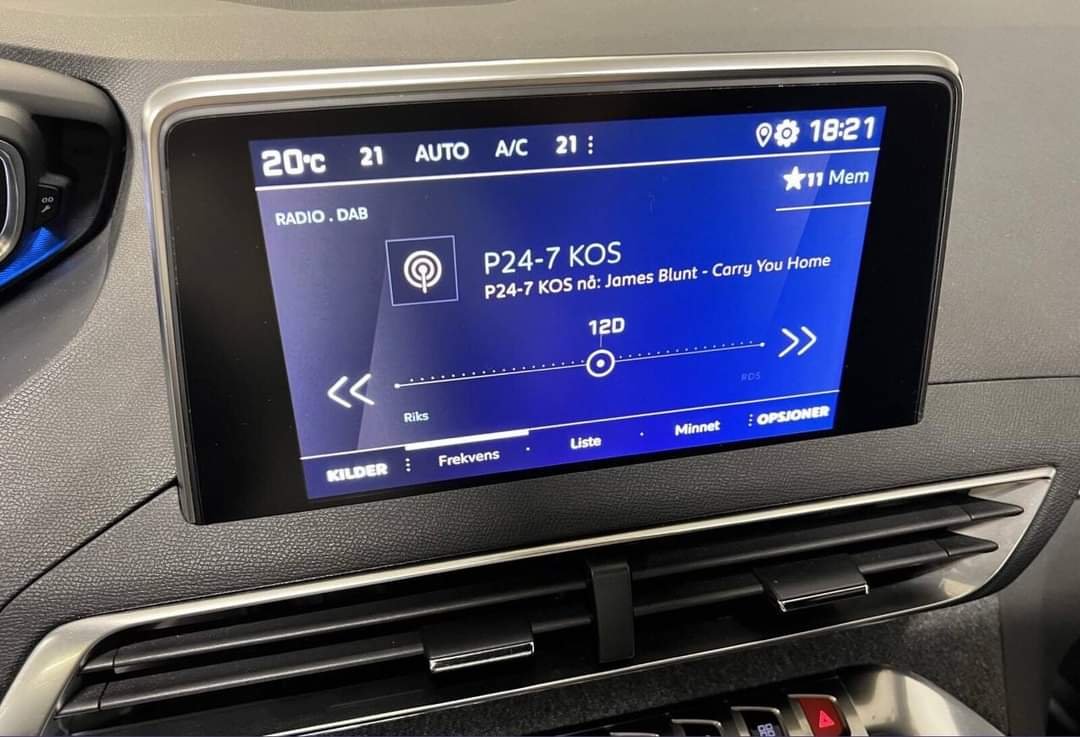 20°C 21 AUTO A/C 21 18:21
11 Mem
RADIO . DAB
P24-7 KOS
P24-7 KOS nå: James Blunt - Carry You Home
12D
RDS
Riks
KILDER Frekvens Liste Minnet OPSJONER